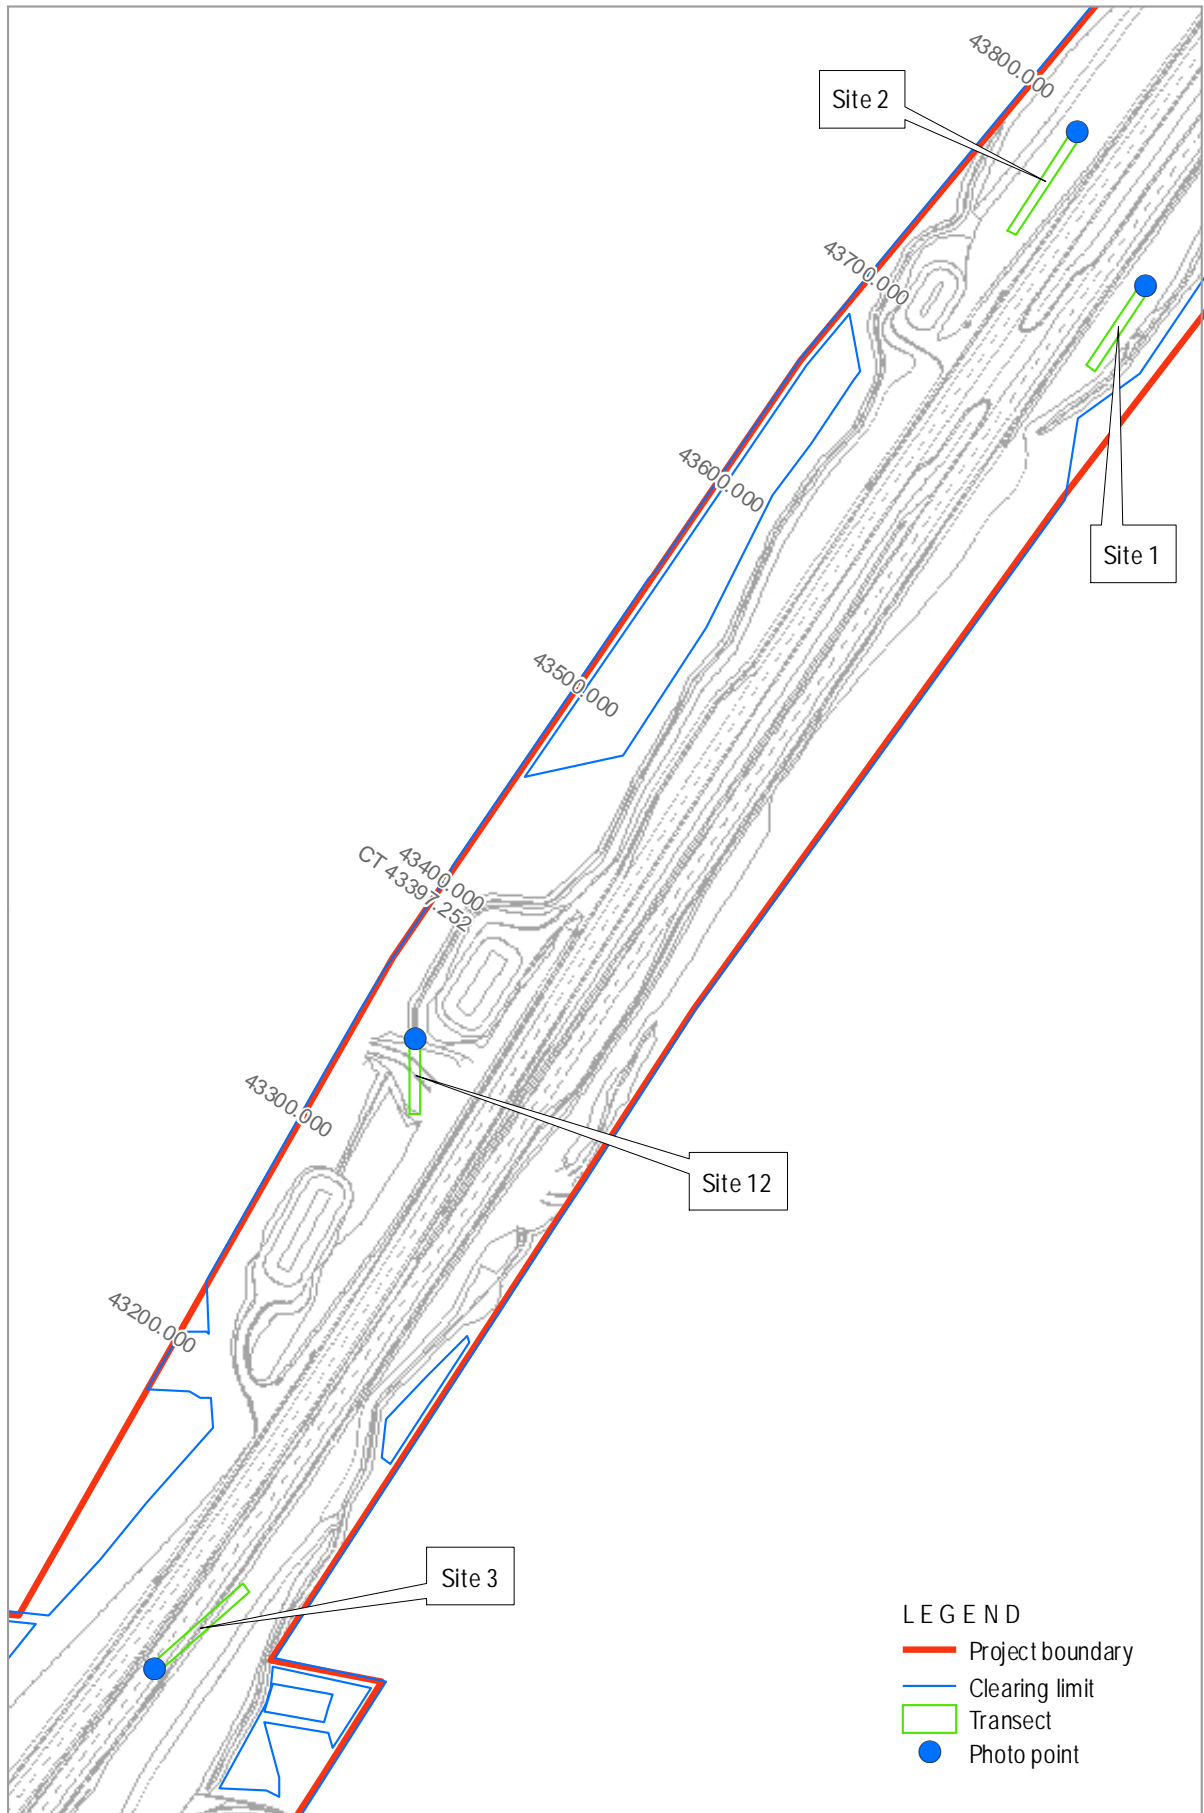 43800.000
Site 2
43700.000
43600.000
Site 1
43500.000
43400.000
CT 43397.252
43300.000
Site 12
43200.000
Site 3
LEGEND
Project boundary
Clearing limit
Transect
Photo point